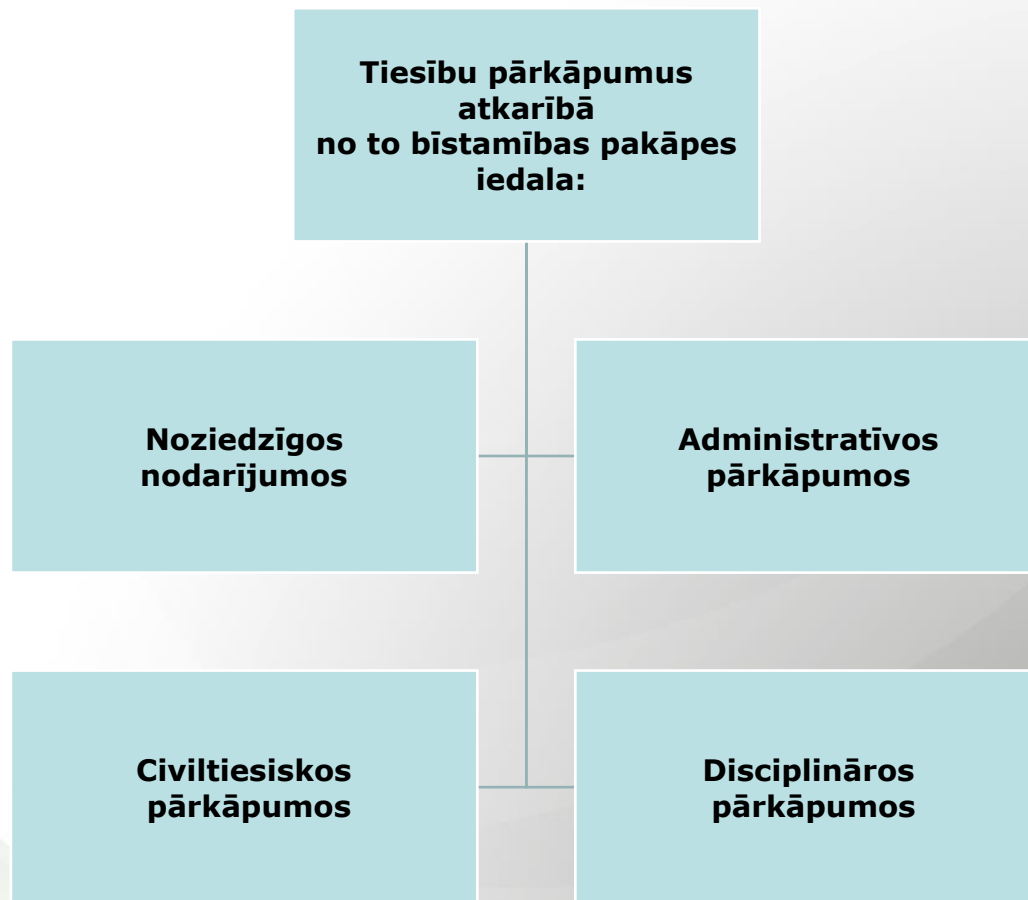 Tiesību pārkāpumus
atkarībā
no to bīstamības pakāpes
iedala:
Noziedzīgos
nodarījumos
Administratīvos
pārkāpumos
Civiltiesiskos
pārkāpumos
Disciplināros
pārkāpumos